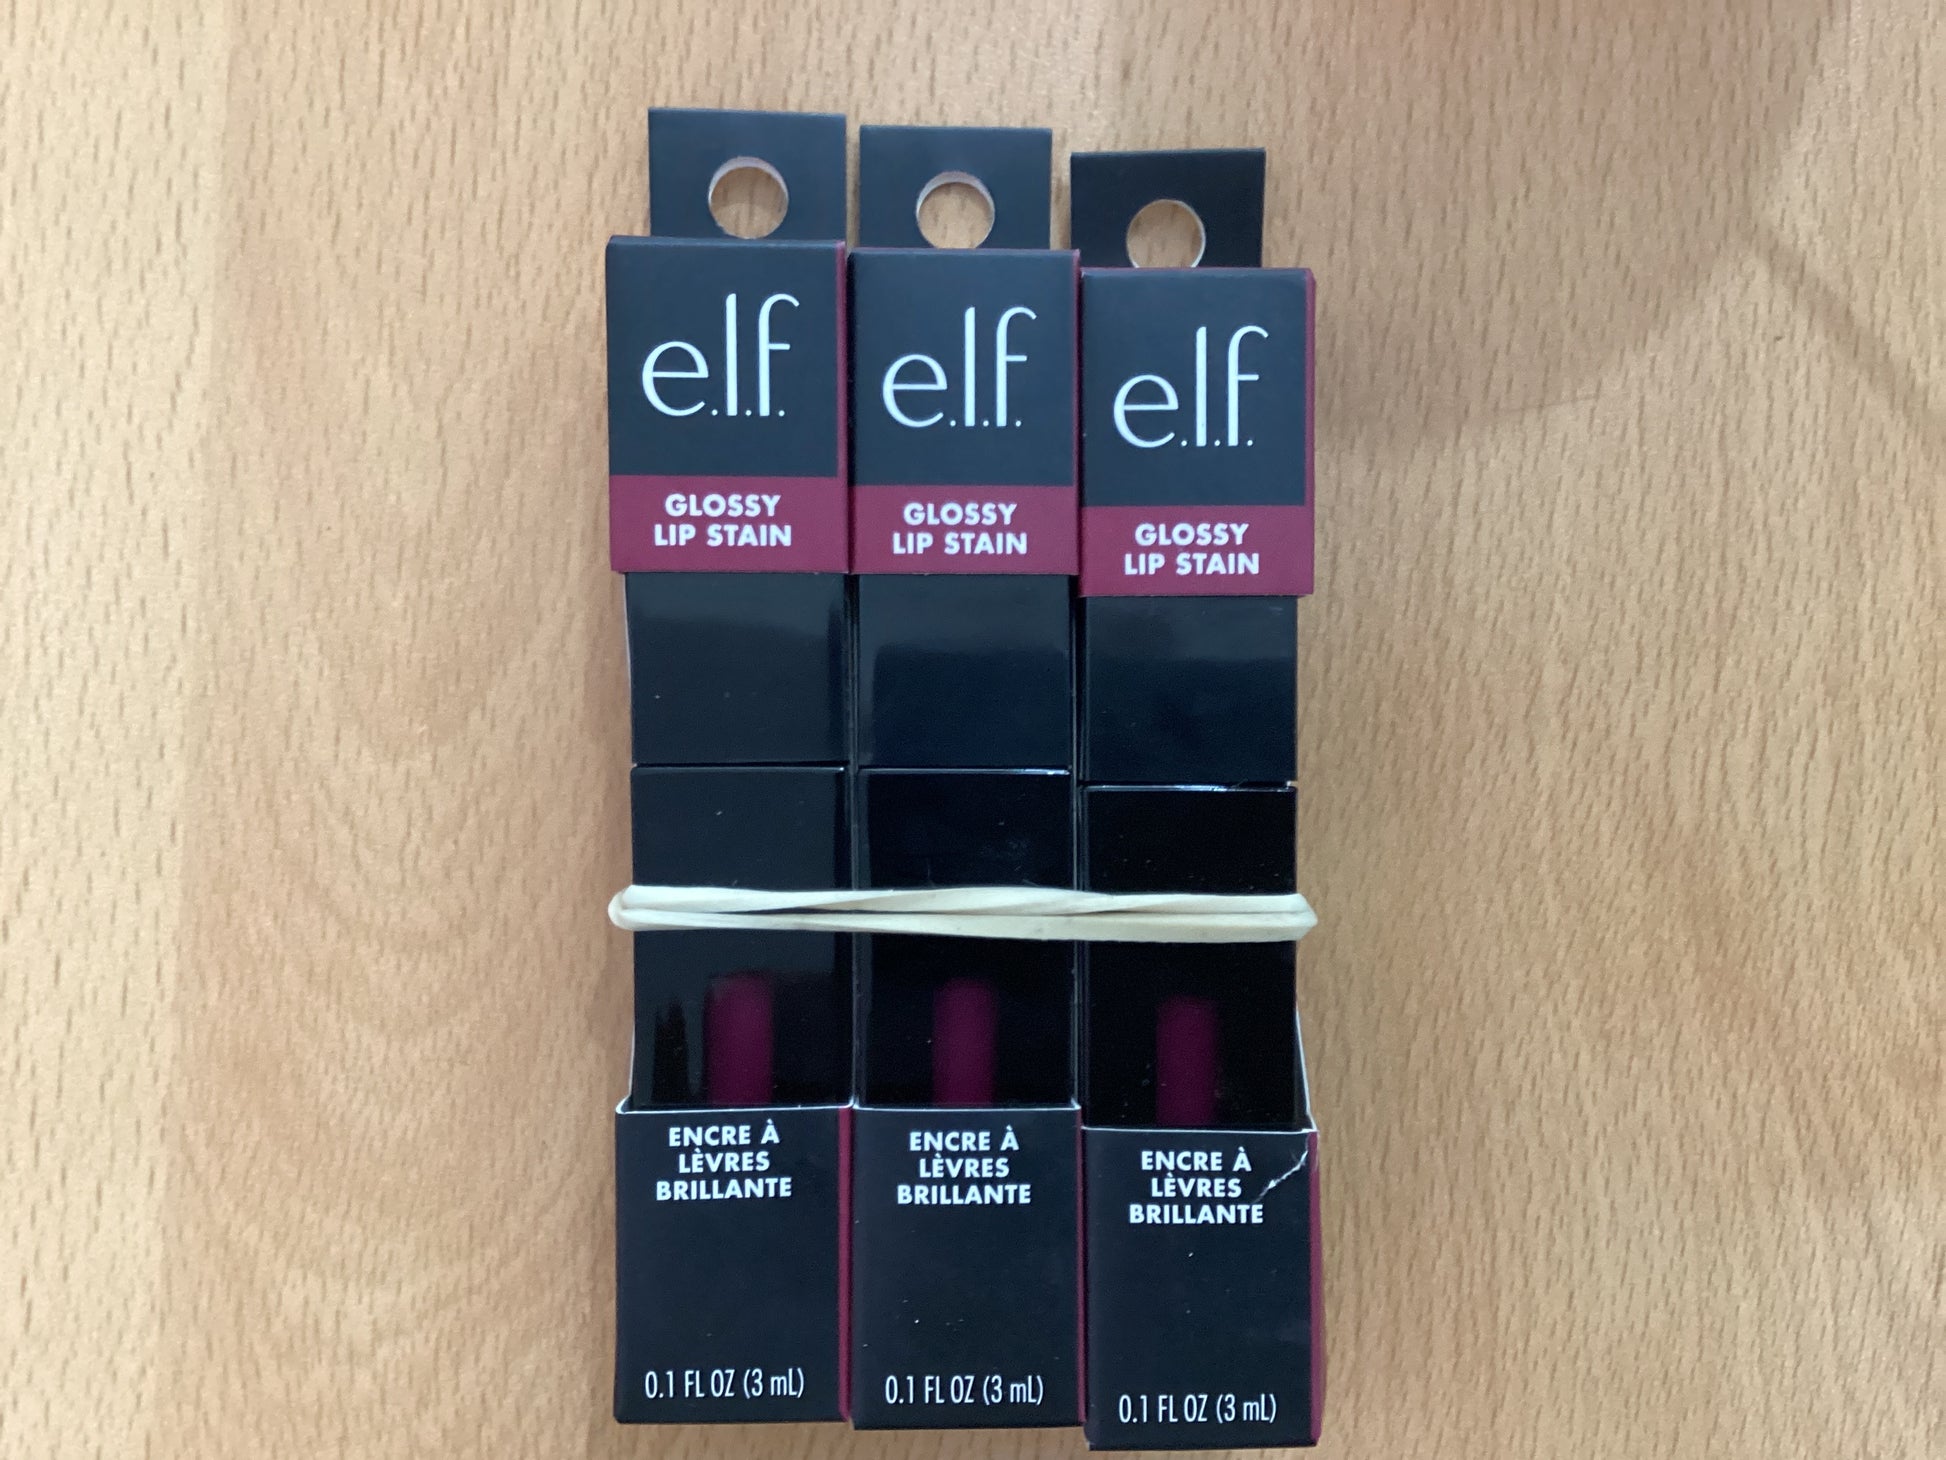 e.l.f.
GLOSSY
LIP STAIN
ENCRE À
LÈVRES
BRILLANTE
0.1 FL OZ (3 mL)
e.l.f.
GLOSSY
LIP STAIN
ENCRE À
LÈVRES
BRILLANTE
0.1 FL OZ (3 mL)
e.l.f.
GLOSSY
LIP STAIN
ENCRE À
LÈVRES
BRILLANTE
0.1 FL OZ (3 mL)